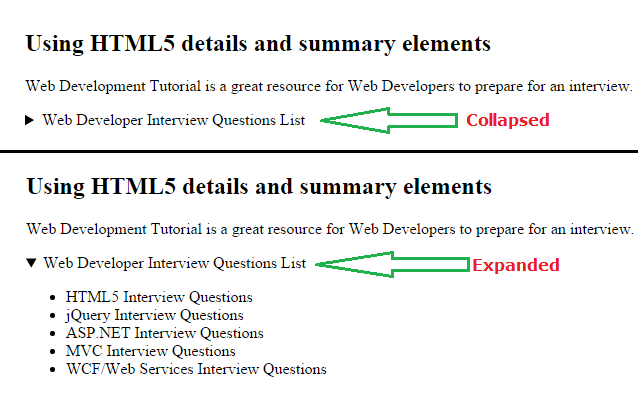 Using HTML5 details and summary elements
Web Development Tutorial is a great resource for Web Developers to prepare for an interview.
Web Developer Interview Questions List
Collapsed
Using HTML5 details and summary elements
Web Development Tutorial is a great resource for Web Developers to prepare for an interview.
Web Developer Interview Questions List
Expanded
HTML5 Interview Questions
jQuery Interview Questions
ASP.NET Interview Questions
MVC Interview Questions
WCF/Web Services Interview Questions